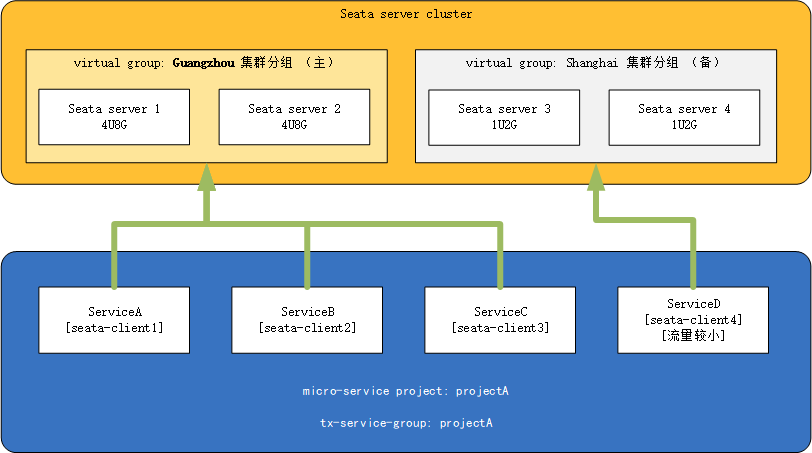 Seata server cluster
virtual group: Guangzhou 集群分组 （主）
virtual group: Shanghai 集群分组 （备）
Seata server 1
4U8G
Seata server 2
4U8G
Seata server 3
1U2G
Seata server 4
1U2G
ServiceA
[seata-client1]
ServiceB
[seata-client2]
ServiceC
[seata-client3]
ServiceD
[seata-client4]
[流量较小]
micro-service project: projectA
tx-service-group: projectA